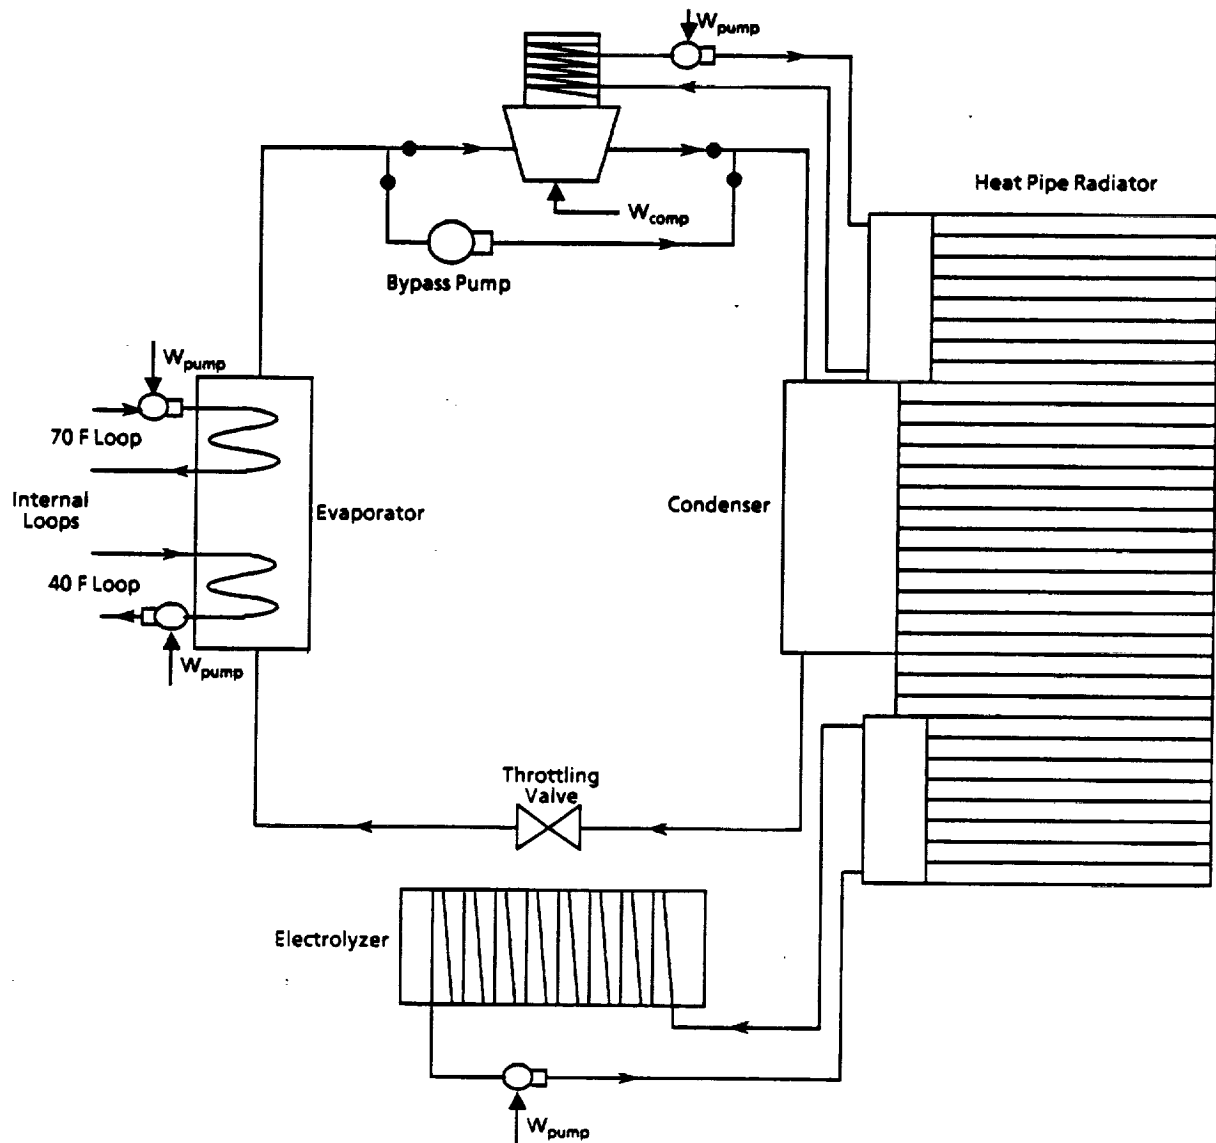 W_pump
Heat Pipe Radiator
W_comp
Bypass Pump
W_pump
70 F Loop
Internal
Loops
Evaporator
Condenser
40 F Loop
W_pump
Throttling
Valve
Electrolyzer
W_pump